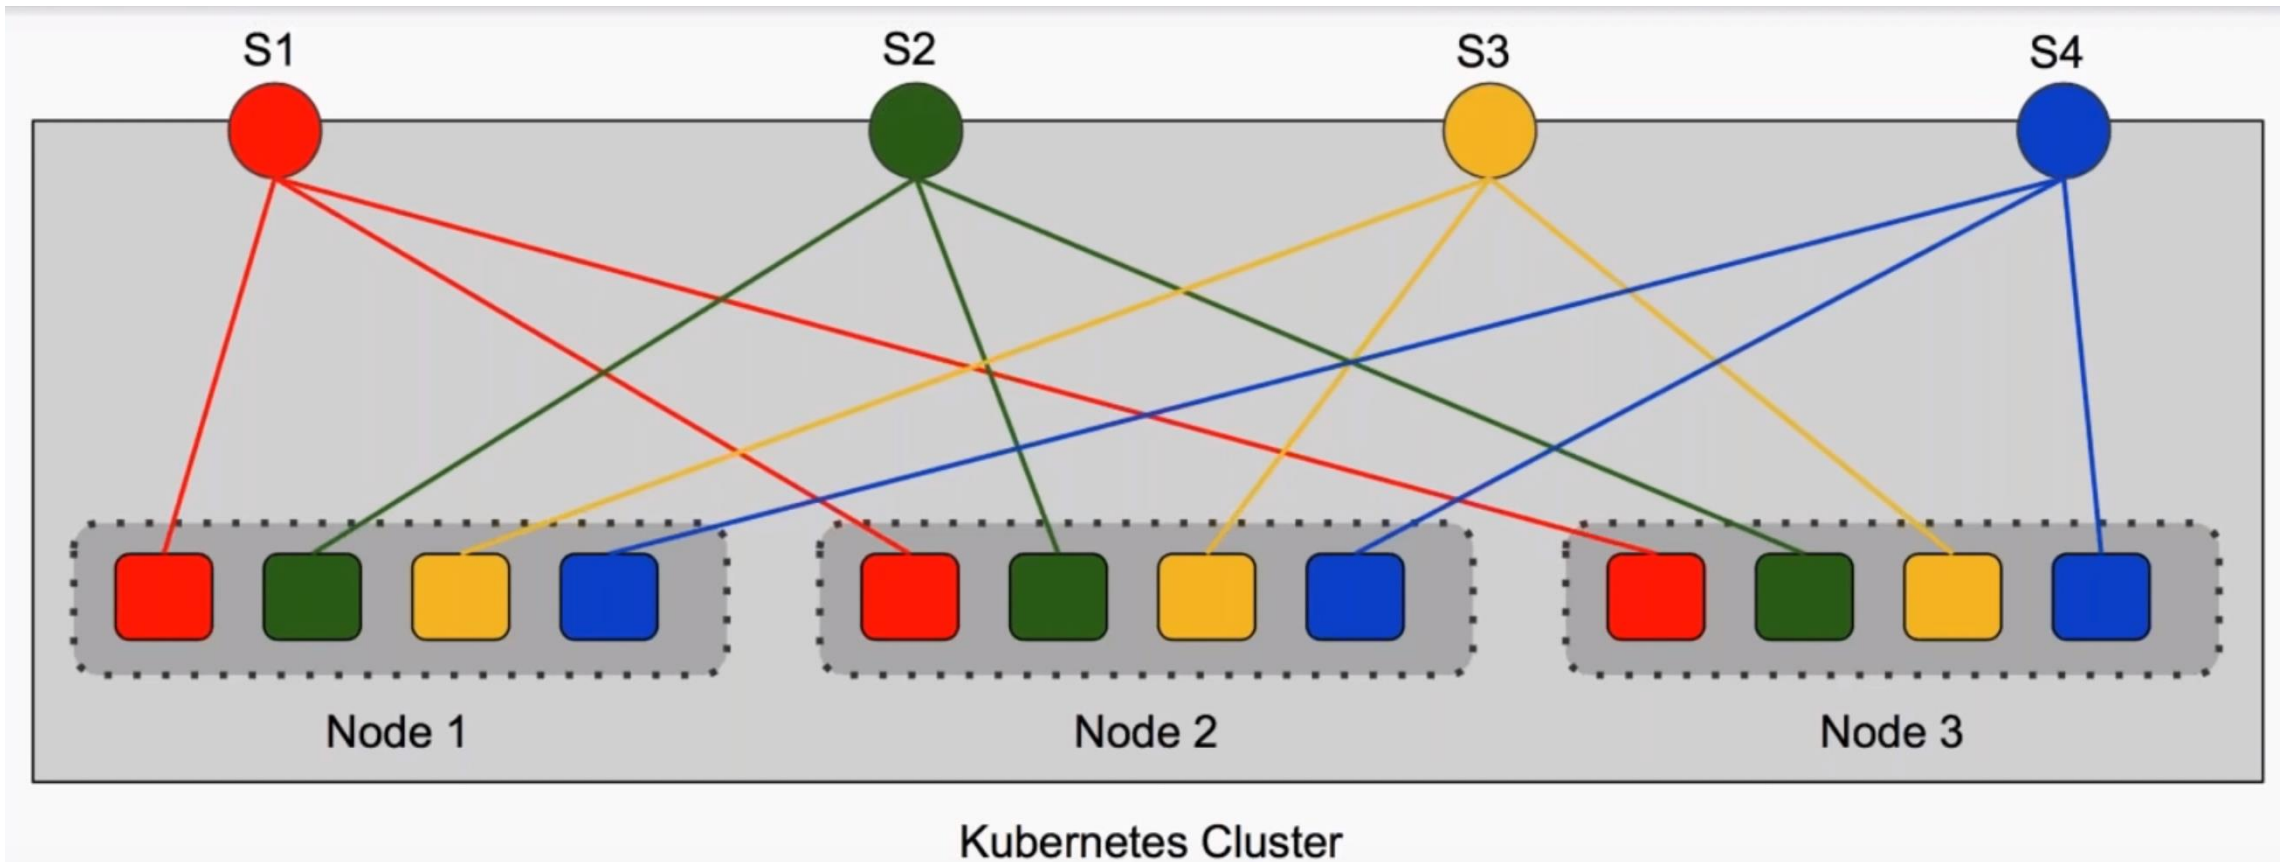 S1
S2
S3
S4
Node 1
Node 2
Node 3
Kubernetes Cluster